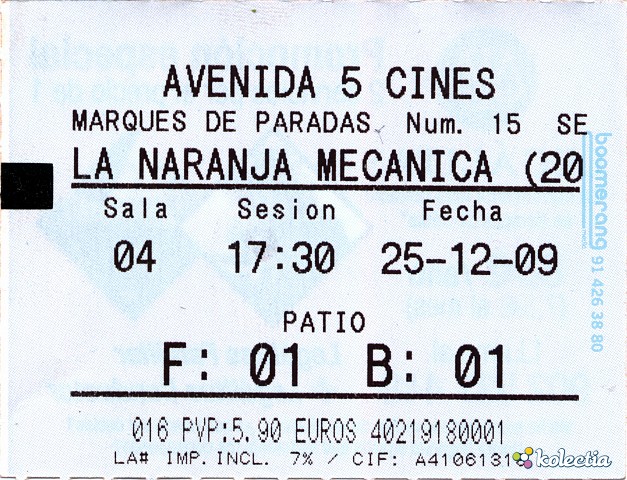 AVENIDA 5 CINES
MARQUES DE PARADAS, Num. 15 SE
LA NARANJA MECANICA (20
Sala Sesion Fecha
04 17:30 25-12-09
PATIO
F: 01 B: 01
016 PVP:5.90 EUROS 40219180001
LA# IMP. INCL. 7% / CIF: A4106131
boomerang 91 426 38 80
kolectia